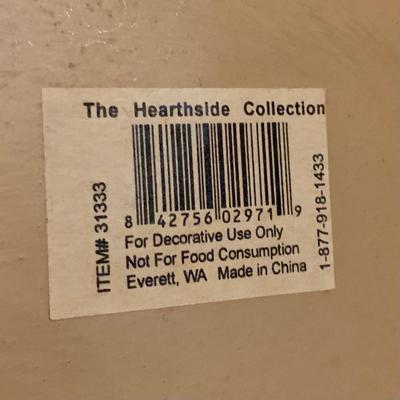 The Hearthside Collection
ITEM# 31333
8 42756 02971 9
For Decorative Use Only
Not For Food Consumption
Everett, WA Made in China
1-877-918-1433